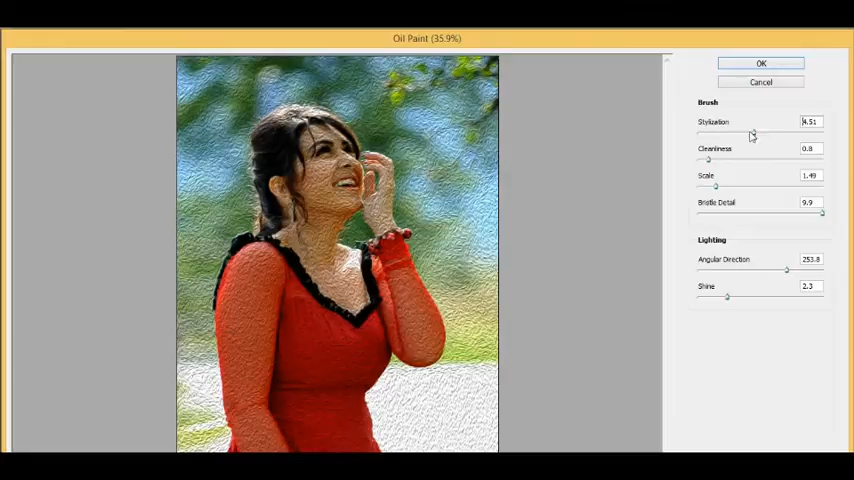 Oil Paint (35.9%)
OK
Cancel
Brush
Stylization 4.51
Cleanliness 0.8
Scale 1.49
Bristle Detail 9.9
Lighting
Angular Direction 253.8
Shine 2.3